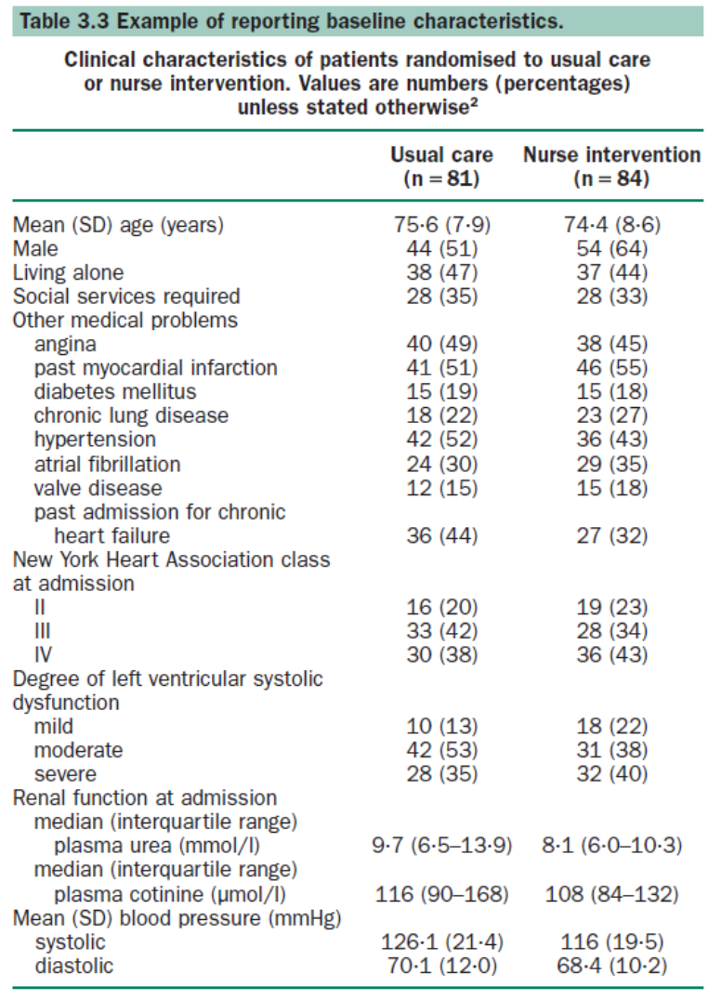 Table 3.3 Example of reporting baseline characteristics.
Clinical characteristics of patients randomised to usual care
or nurse intervention. Values are numbers (percentages)
unless stated otherwise²
Usual care Nurse intervention
(n = 81) (n = 84)
Mean (SD) age (years) 75·6 (7·9) 74·4 (8·6)
Male 44 (51) 54 (64)
Living alone 38 (47) 37 (44)
Social services required 28 (35) 28 (33)
Other medical problems
angina 40 (49) 38 (45)
past myocardial infarction 41 (51) 46 (55)
diabetes mellitus 15 (19) 15 (18)
chronic lung disease 18 (22) 23 (27)
hypertension 42 (52) 36 (43)
atrial fibrillation 24 (30) 29 (35)
valve disease 12 (15) 15 (18)
past admission for chronic
heart failure 36 (44) 27 (32)
New York Heart Association class
at admission
II 16 (20) 19 (23)
III 33 (42) 28 (34)
IV 30 (38) 36 (43)
Degree of left ventricular systolic
dysfunction
mild 10 (13) 18 (22)
moderate 42 (53) 31 (38)
severe 28 (35) 32 (40)
Renal function at admission
median (interquartile range)
plasma urea (mmol/l) 9·7 (6·5–13·9) 8·1 (6·0–10·3)
median (interquartile range)
plasma cotinine (μmol/l) 116 (90–168) 108 (84–132)
Mean (SD) blood pressure (mmHg)
systolic 126·1 (21·4) 116 (19·5)
diastolic 70·1 (12·0) 68·4 (10·2)